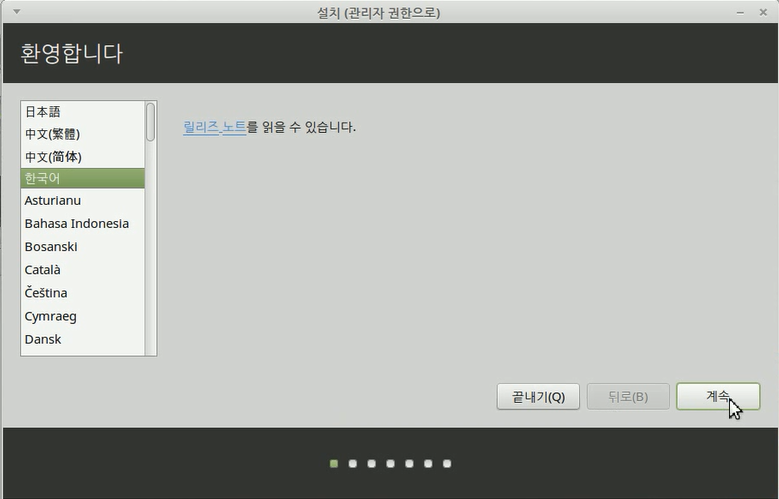 설치 (관리자 권한으로)
환영합니다
日本語
中文(繁體)
中文(简体)
한국어
Asturianu
Bahasa Indonesia
Bosanski
Català
Čeština
Cymraeg
Dansk
릴리즈 노트를 읽을 수 있습니다.
끝내기(Q)
뒤로(B)
계속